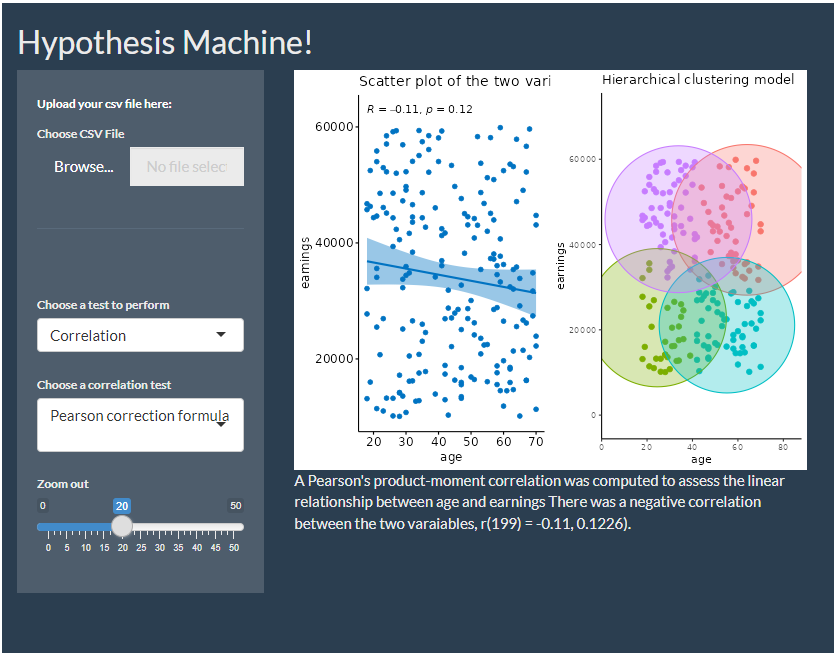 Hypothesis Machine!
Upload your csv file here:
Choose CSV File
Browse...
No file selec
Choose a test to perform
Correlation
Choose a correlation test
Pearson correction formula
Zoom out
0 20 50
0 5 10 15 20 25 30 35 40 45 50
Scatter plot of the two vari
R = -0.11, p = 0.12
60000
40000
20000
earnings
20 30 40 50 60 70
age
Hierarchical clustering model
60000
40000
20000
0
earnings
0 20 40 60 80
age
A Pearson's product-moment correlation was computed to assess the linear
relationship between age and earnings There was a negative correlation
between the two varaiables, r(199) = -0.11, 0.1226).